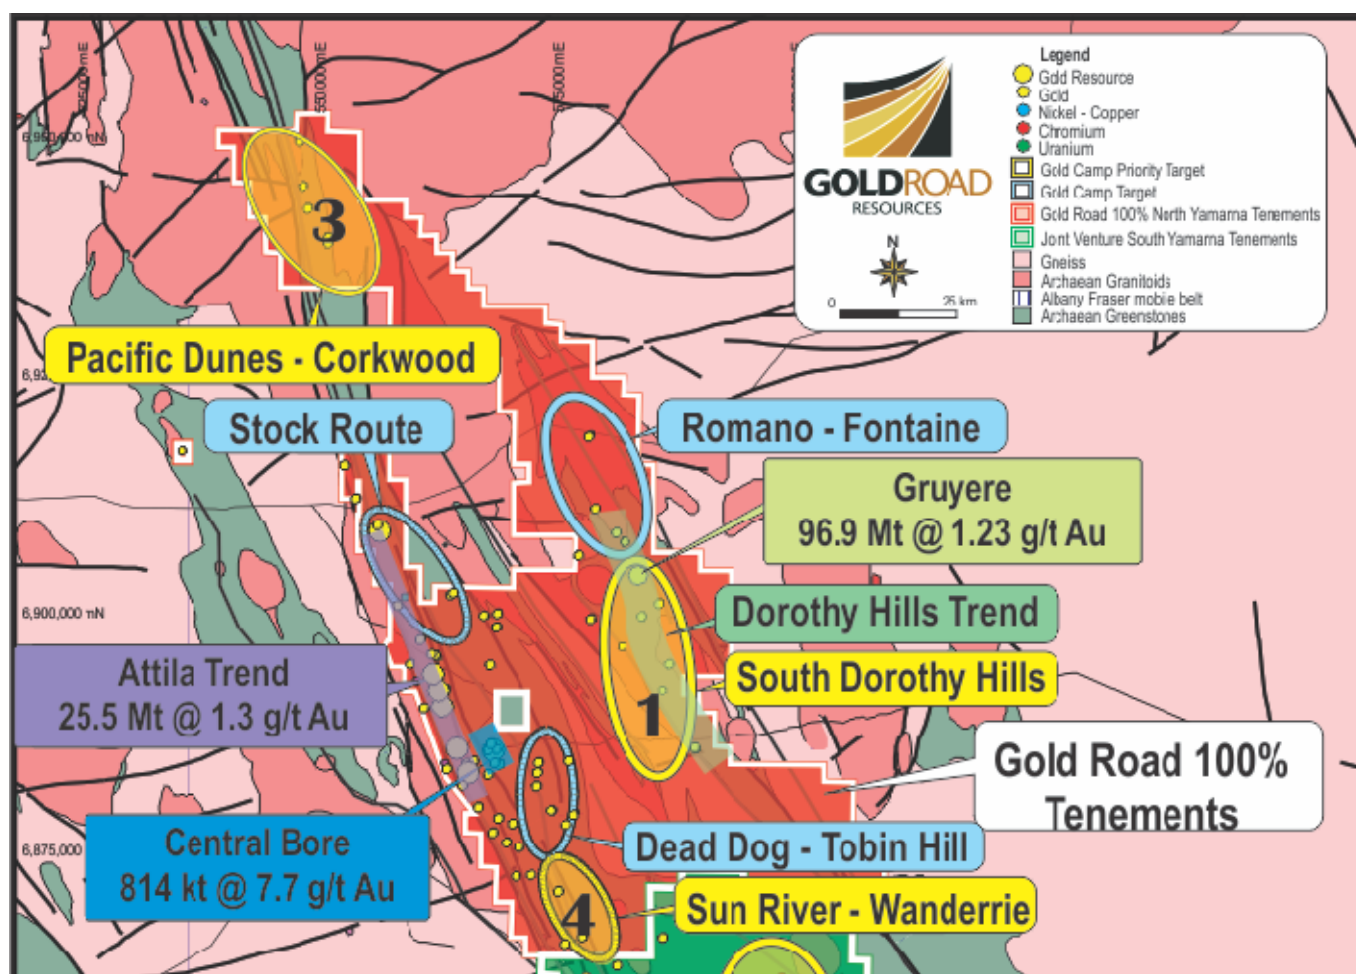 Legend
Gold Resource
Gold
Nickel - Copper
Chromium
Uranium
Gold Camp Priority Target
Gold Camp Target
Gold Road 100% North Yamarna Tenements
Joint Venture South Yamarna Tenements
Gneiss
Archaean Granitoids
Albany Fraser mobile belt
Archaean Greenstones
GOLDROAD
RESOURCES
N
0 25 km
3
Pacific Dunes - Corkwood
Stock Route
Romano - Fontaine
Gruyere
96.9 Mt @ 1.23 g/t Au
6,900,000 mN
Dorothy Hills Trend
Attila Trend
25.5 Mt @ 1.3 g/t Au
South Dorothy Hills
1
Gold Road 100%
Tenements
Central Bore
814 kt @ 7.7 g/t Au
6,875,000
Dead Dog - Tobin Hill
Sun River - Wanderrie
4